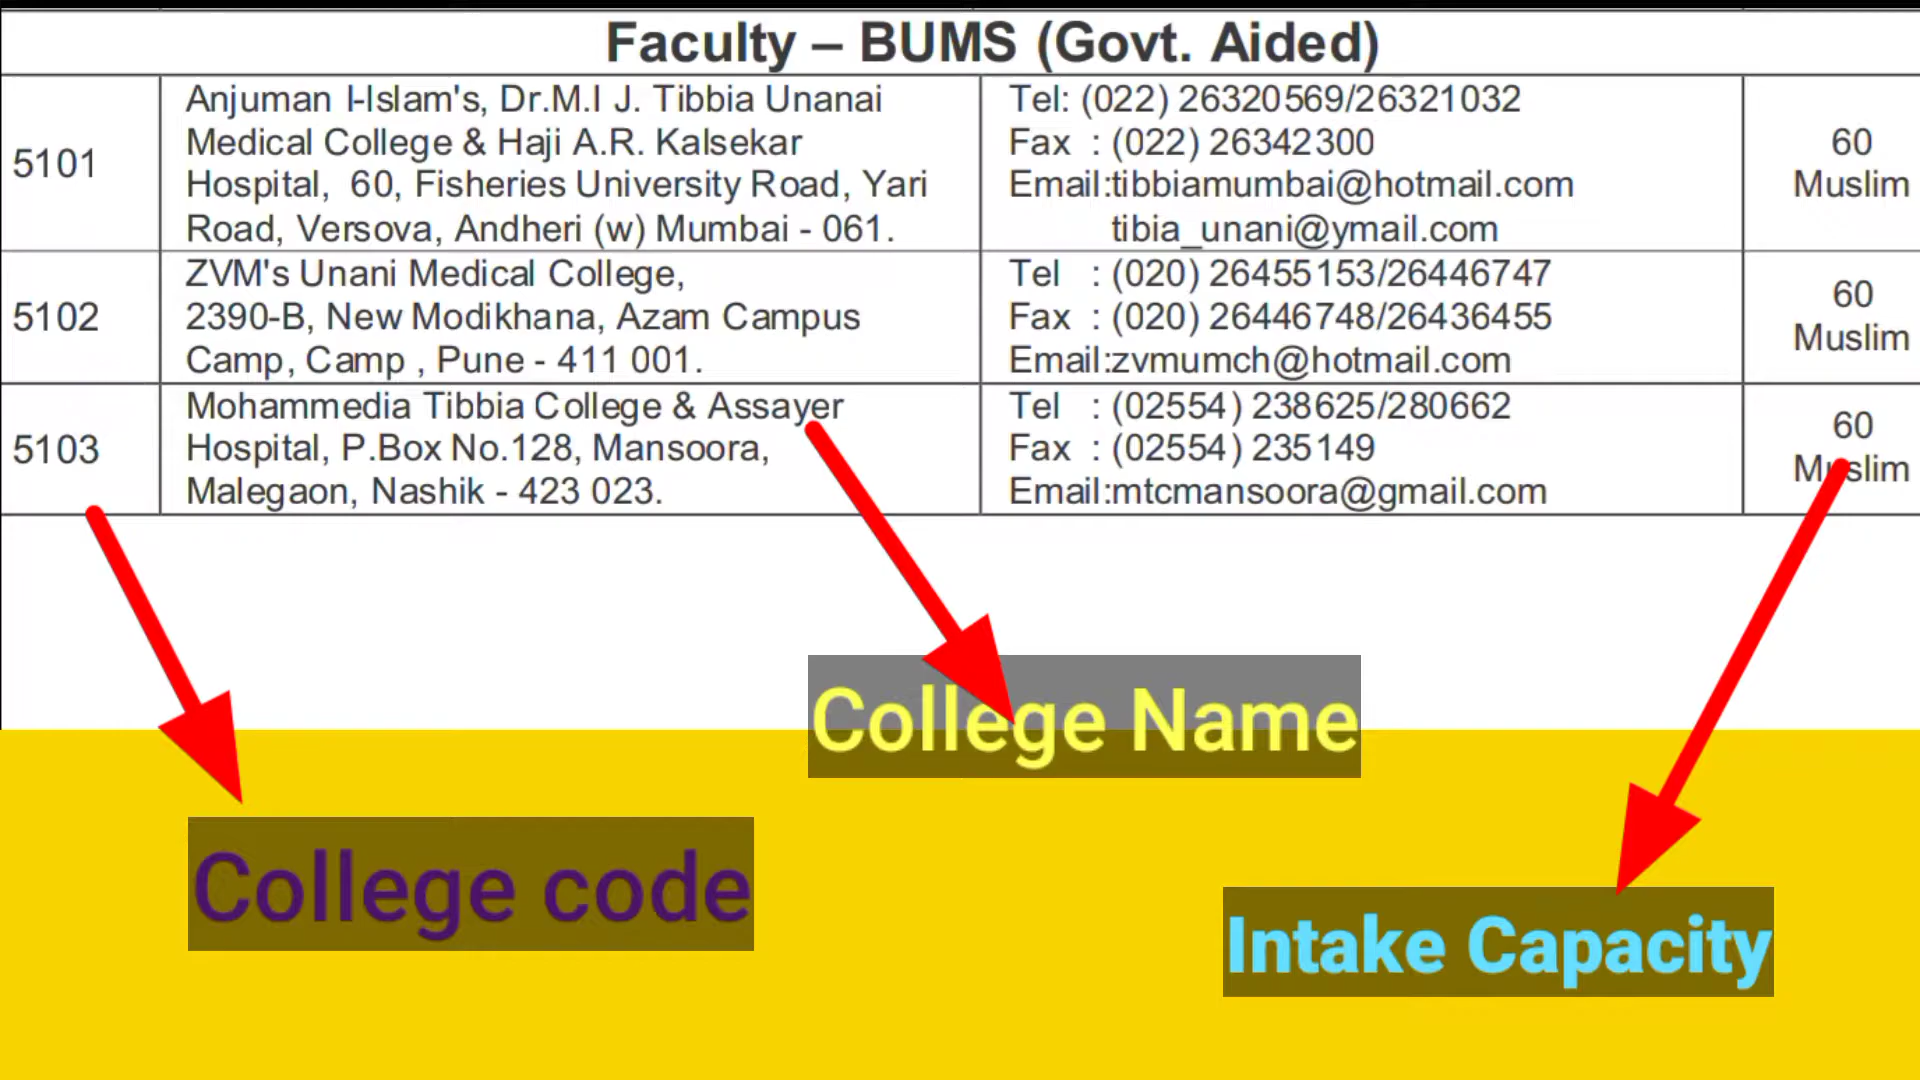 Faculty – BUMS (Govt. Aided)
5101
Anjuman I-Islam's, Dr.M.I J. Tibbia Unanai
Medical College & Haji A.R. Kalsekar
Hospital, 60, Fisheries University Road, Yari
Road, Versova, Andheri (w) Mumbai - 061.
Tel: (022) 26320569/26321032
Fax : (022) 26342300
Email:tibbiamumbai@hotmail.com
tibia_unani@ymail.com
60
Muslim
5102
ZVM's Unani Medical College,
2390-B, New Modikhana, Azam Campus
Camp, Camp , Pune - 411 001.
Tel : (020) 26455153/26446747
Fax : (020) 26446748/26436455
Email:zvmumch@hotmail.com
60
Muslim
5103
Mohammedia Tibbia College & Assayer
Hospital, P.Box No.128, Mansoora,
Malegaon, Nashik - 423 023.
Tel : (02554) 238625/280662
Fax : (02554) 235149
Email:mtcmansoora@gmail.com
60
Muslim
College Name
College code
Intake Capacity